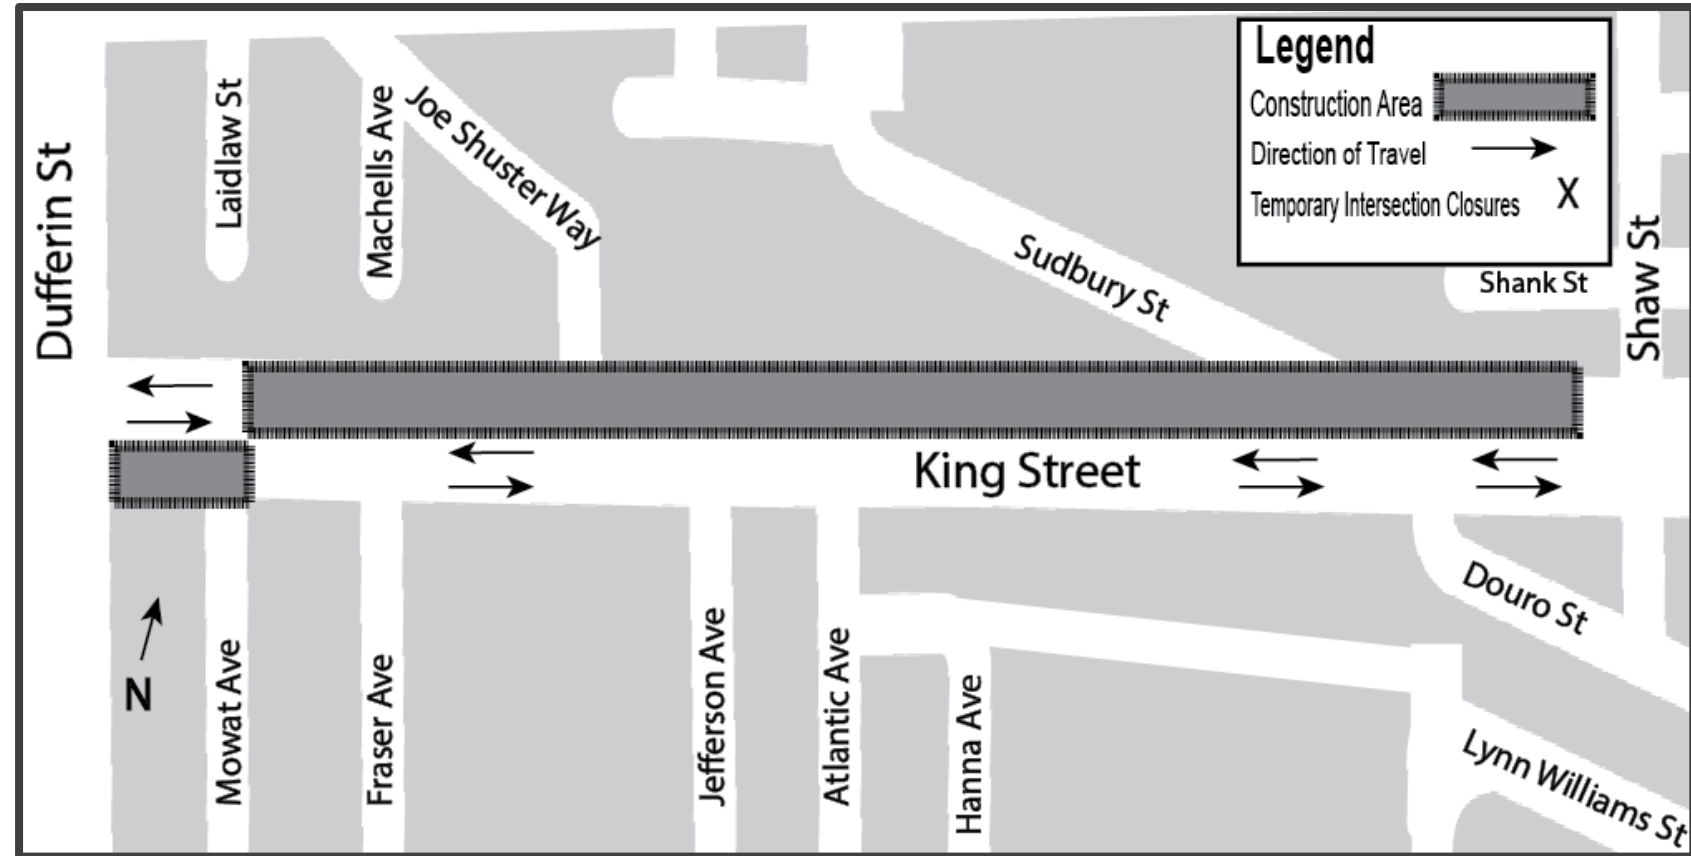 Legend
Construction Area
Direction of Travel
Temporary Intersection Closures X
Dufferin St
Laidlaw St
Machells Ave
Joe Shuster Way
Sudbury St
Shank St
Shaw St
King Street
N
Mowat Ave
Fraser Ave
Jefferson Ave
Atlantic Ave
Hanna Ave
Douro St
Lynn Williams St